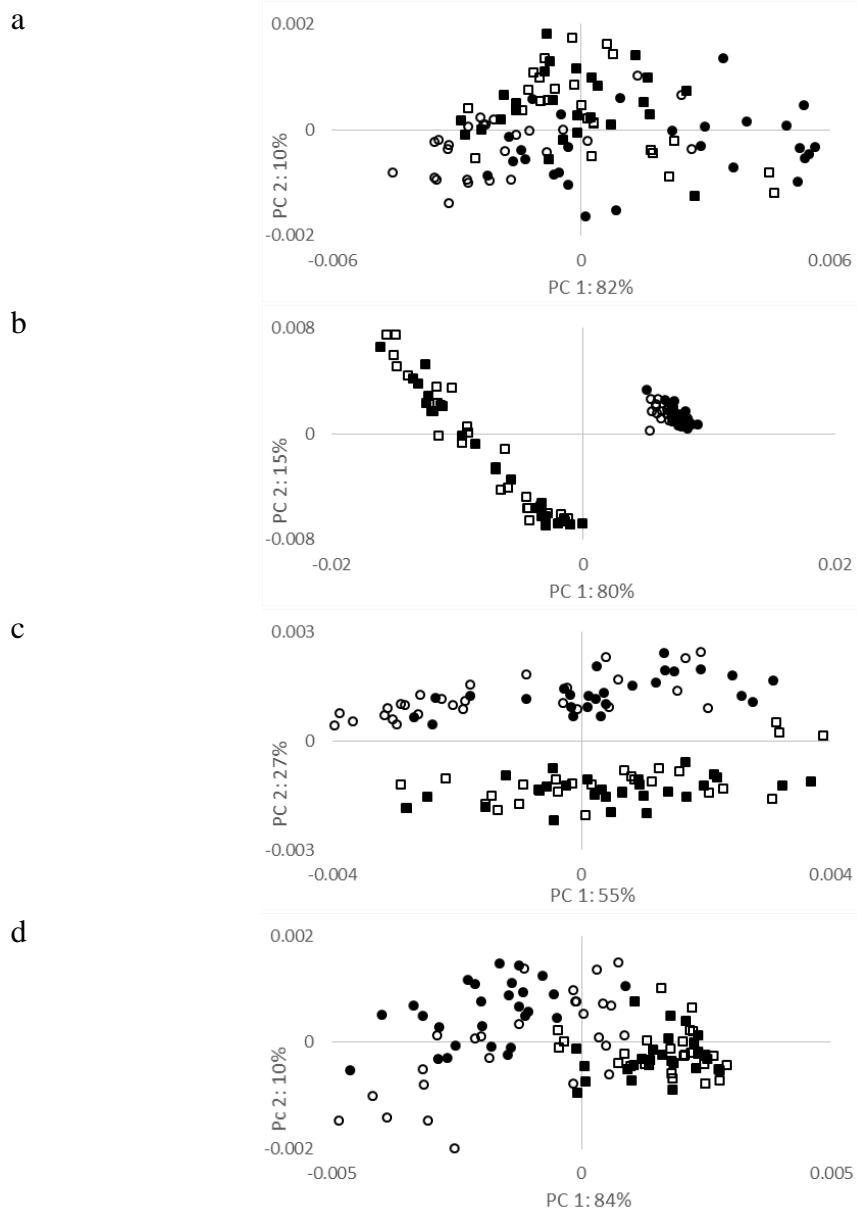 a
0.002
0
-0.002
PC 2: 10%
-0.006
0
0.006
PC 1: 82%
b
0.008
0
-0.008
PC 2: 15%
-0.02
0
0.02
PC 1: 80%
c
0.003
0
-0.003
PC 2: 27%
-0.004
0
0.004
PC 1: 55%
d
0.002
0
-0.002
Pc 2: 10%
-0.005
0
0.005
PC 1: 84%